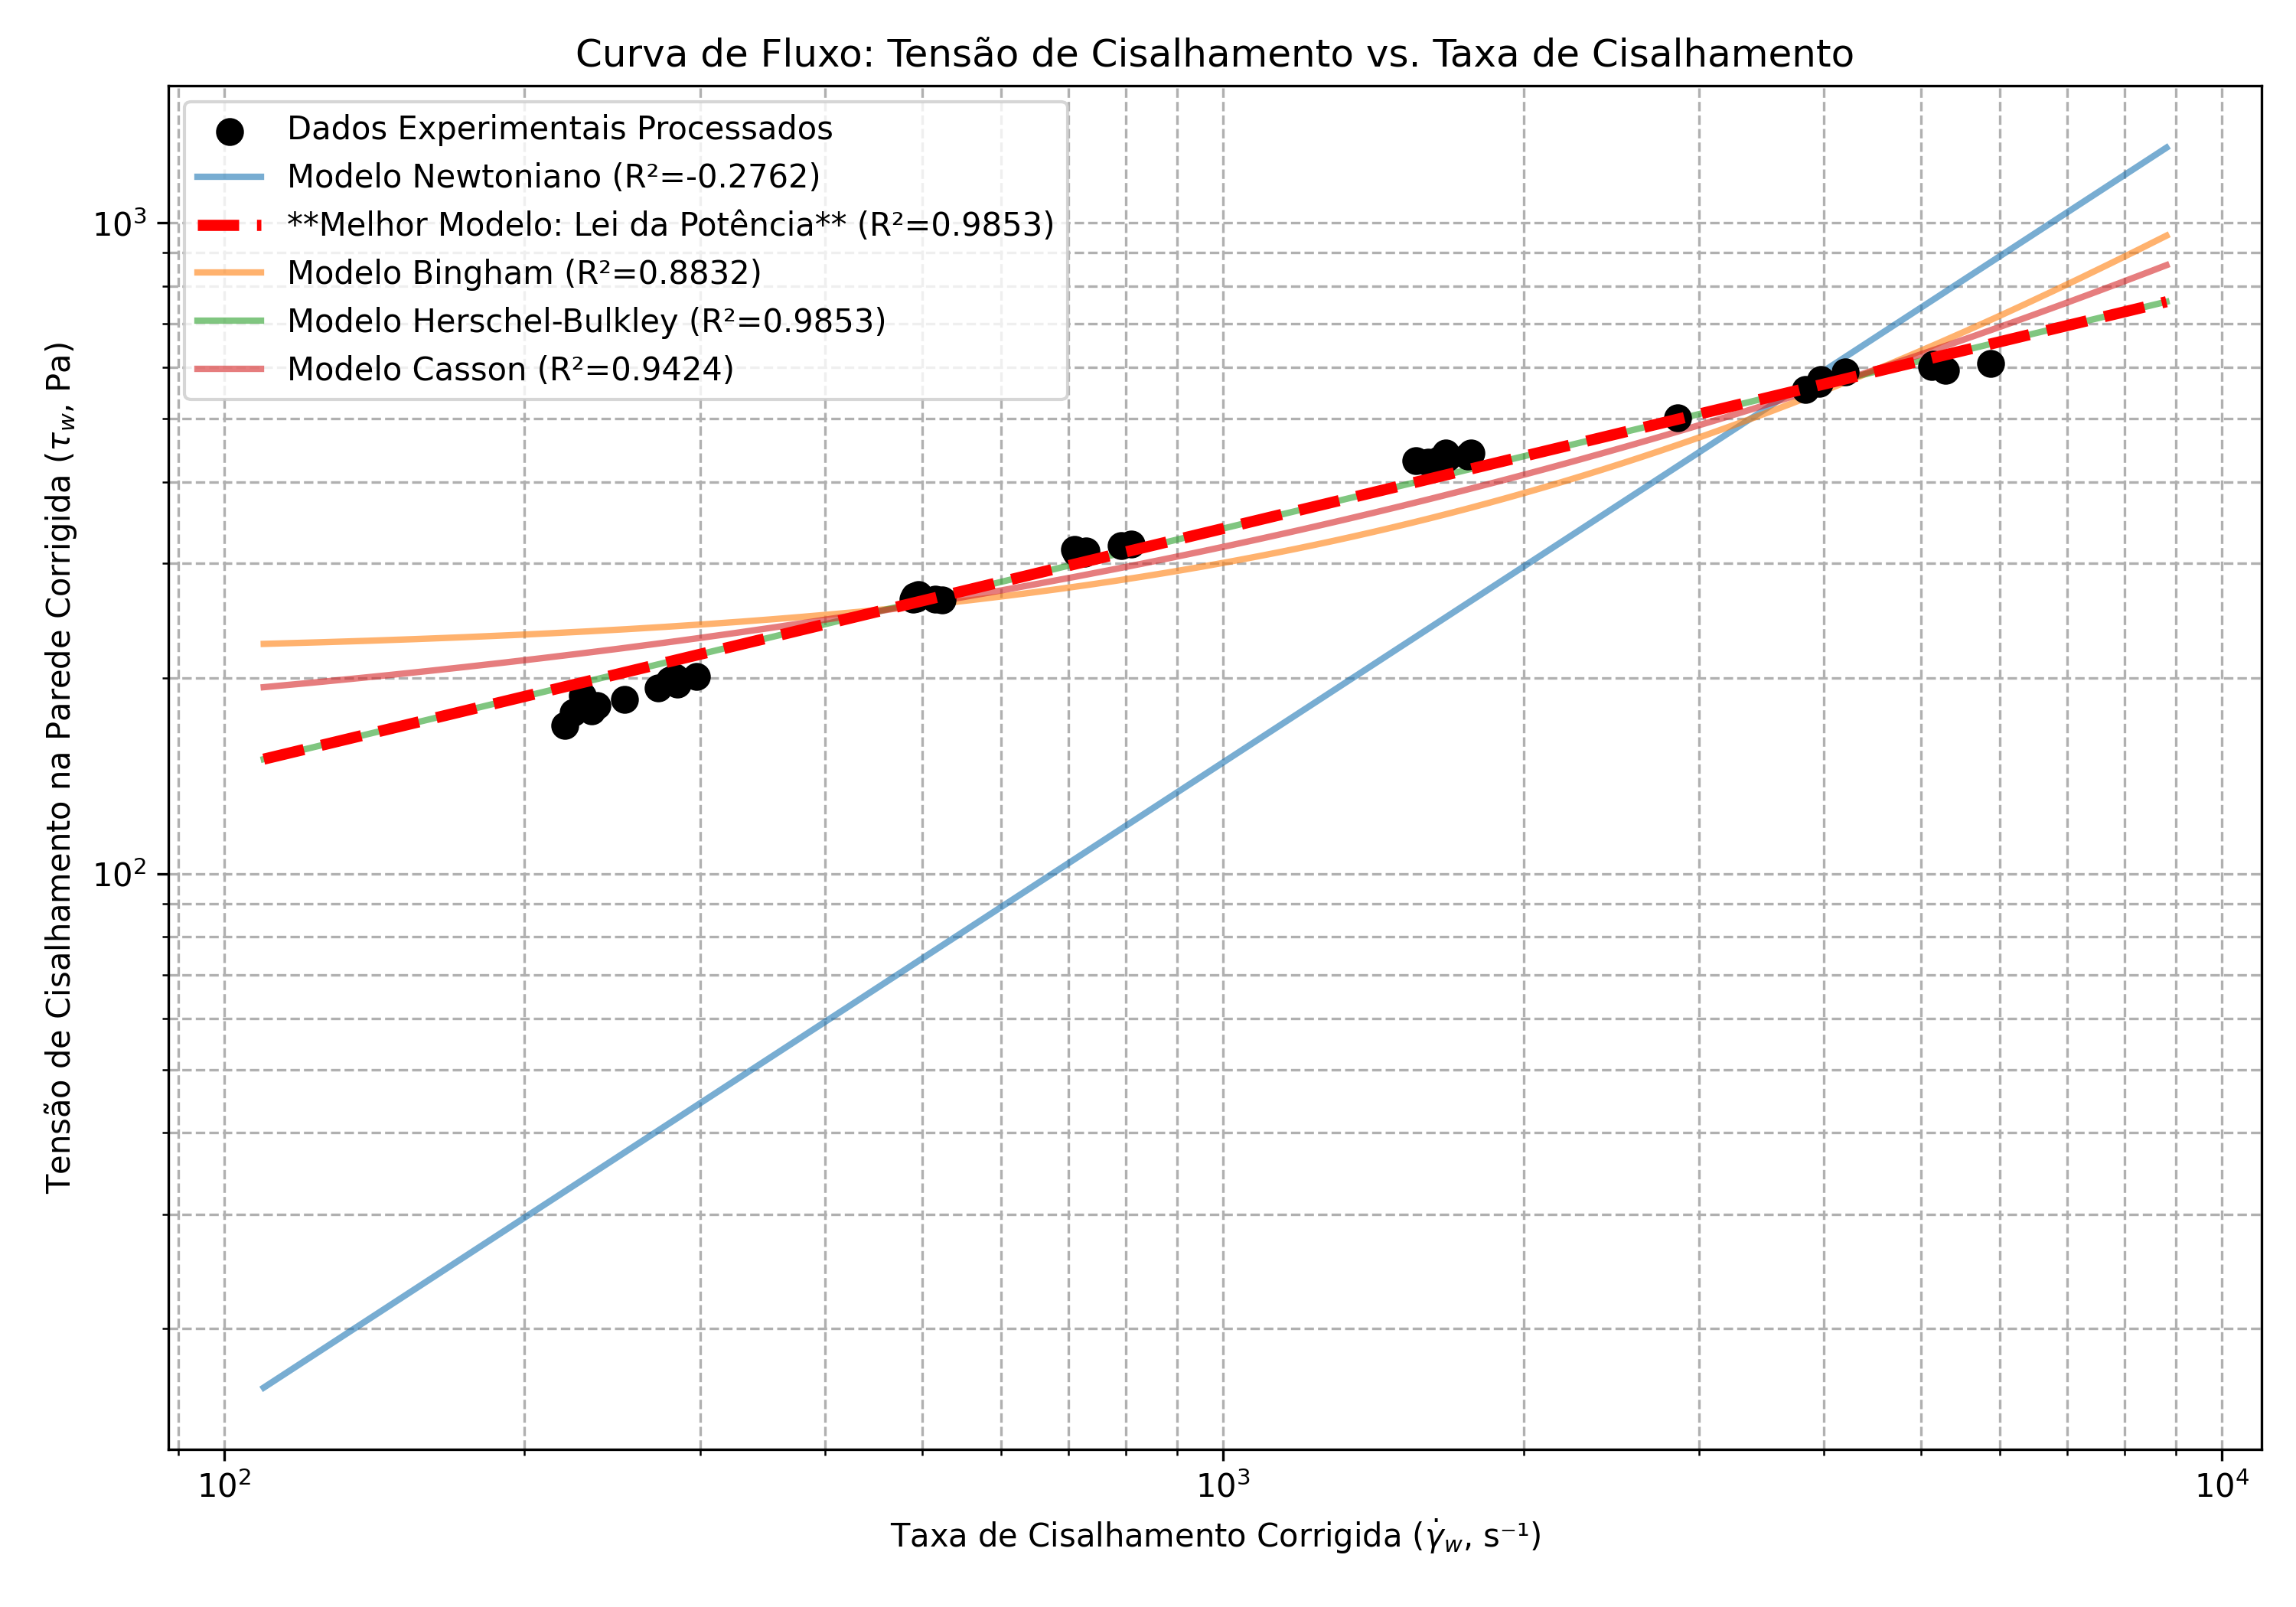 Curva de Fluxo: Tensão de Cisalhamento vs. Taxa de Cisalhamento
Dados Experimentais Processados
Modelo Newtoniano (R²=-0.2762)
**Melhor Modelo: Lei da Potência** (R²=0.9853)
Modelo Bingham (R²=0.8832)
Modelo Herschel-Bulkley (R²=0.9853)
Modelo Casson (R²=0.9424)
Tensão de Cisalhamento na Parede Corrigida (τ_w, Pa)
10³
10²
10²
10³
10⁴
Taxa de Cisalhamento Corrigida (γ̇_w, s⁻¹)